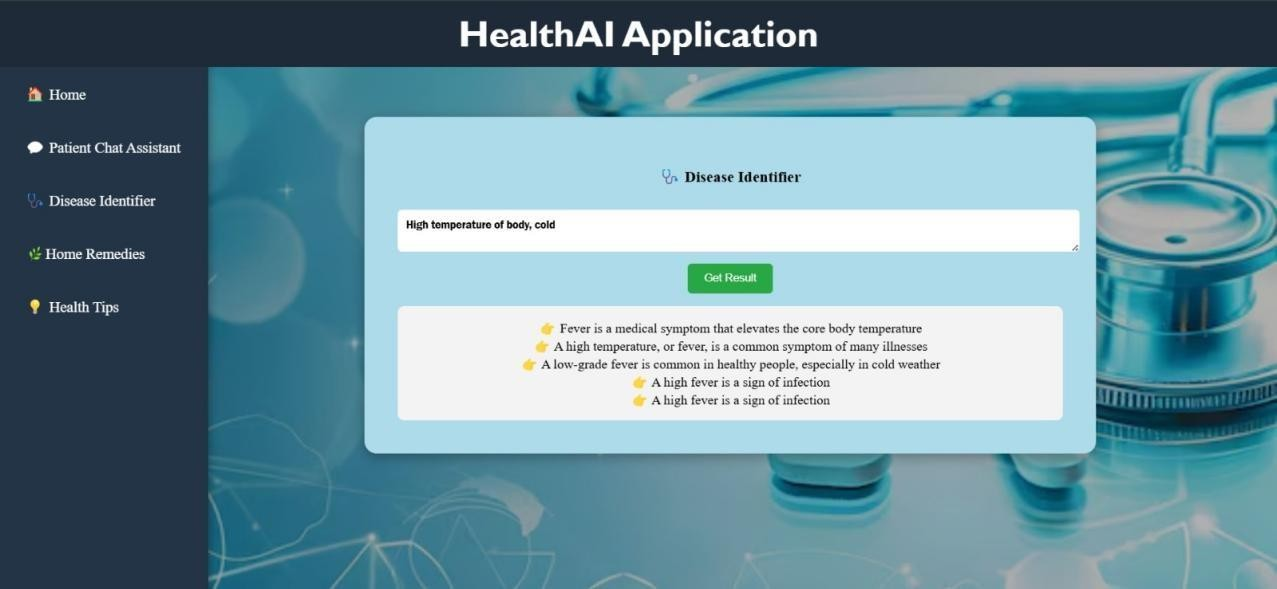 HealthAI Application
🏠 Home
💬 Patient Chat Assistant
🩺 Disease Identifier
🌿 Home Remedies
💡 Health Tips
🩺 Disease Identifier
High temperature of body, cold
Get Result
👉 Fever is a medical symptom that elevates the core body temperature
👉 A high temperature, or fever, is a common symptom of many illnesses
👉 A low-grade fever is common in healthy people, especially in cold weather
👉 A high fever is a sign of infection
👉 A high fever is a sign of infection